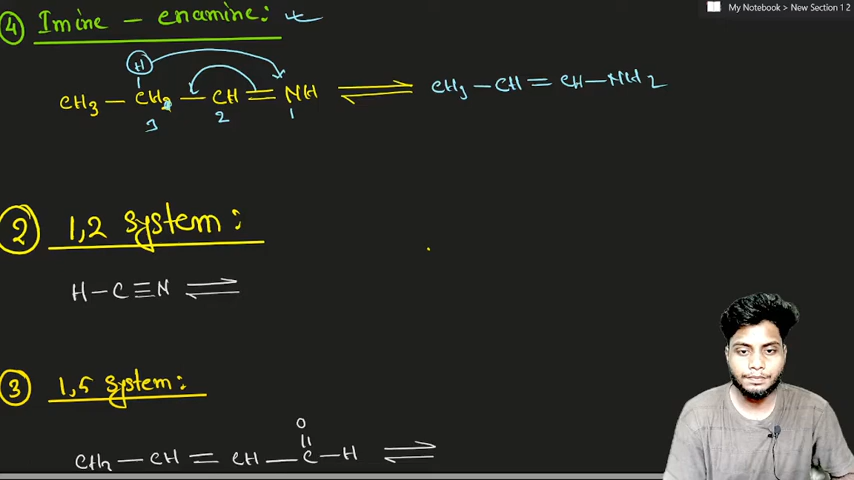 My Notebook > New Section 1 2
④ Imine - enamine:
H
CH3 — CH2 — CH = NH ⇌ CH3 — CH = CH — NH2
3 2 1
② 1,2 system:
H — C ≡ N ⇌
③ 1,5 system:
O
CH3 — CH = CH — C — H ⇌